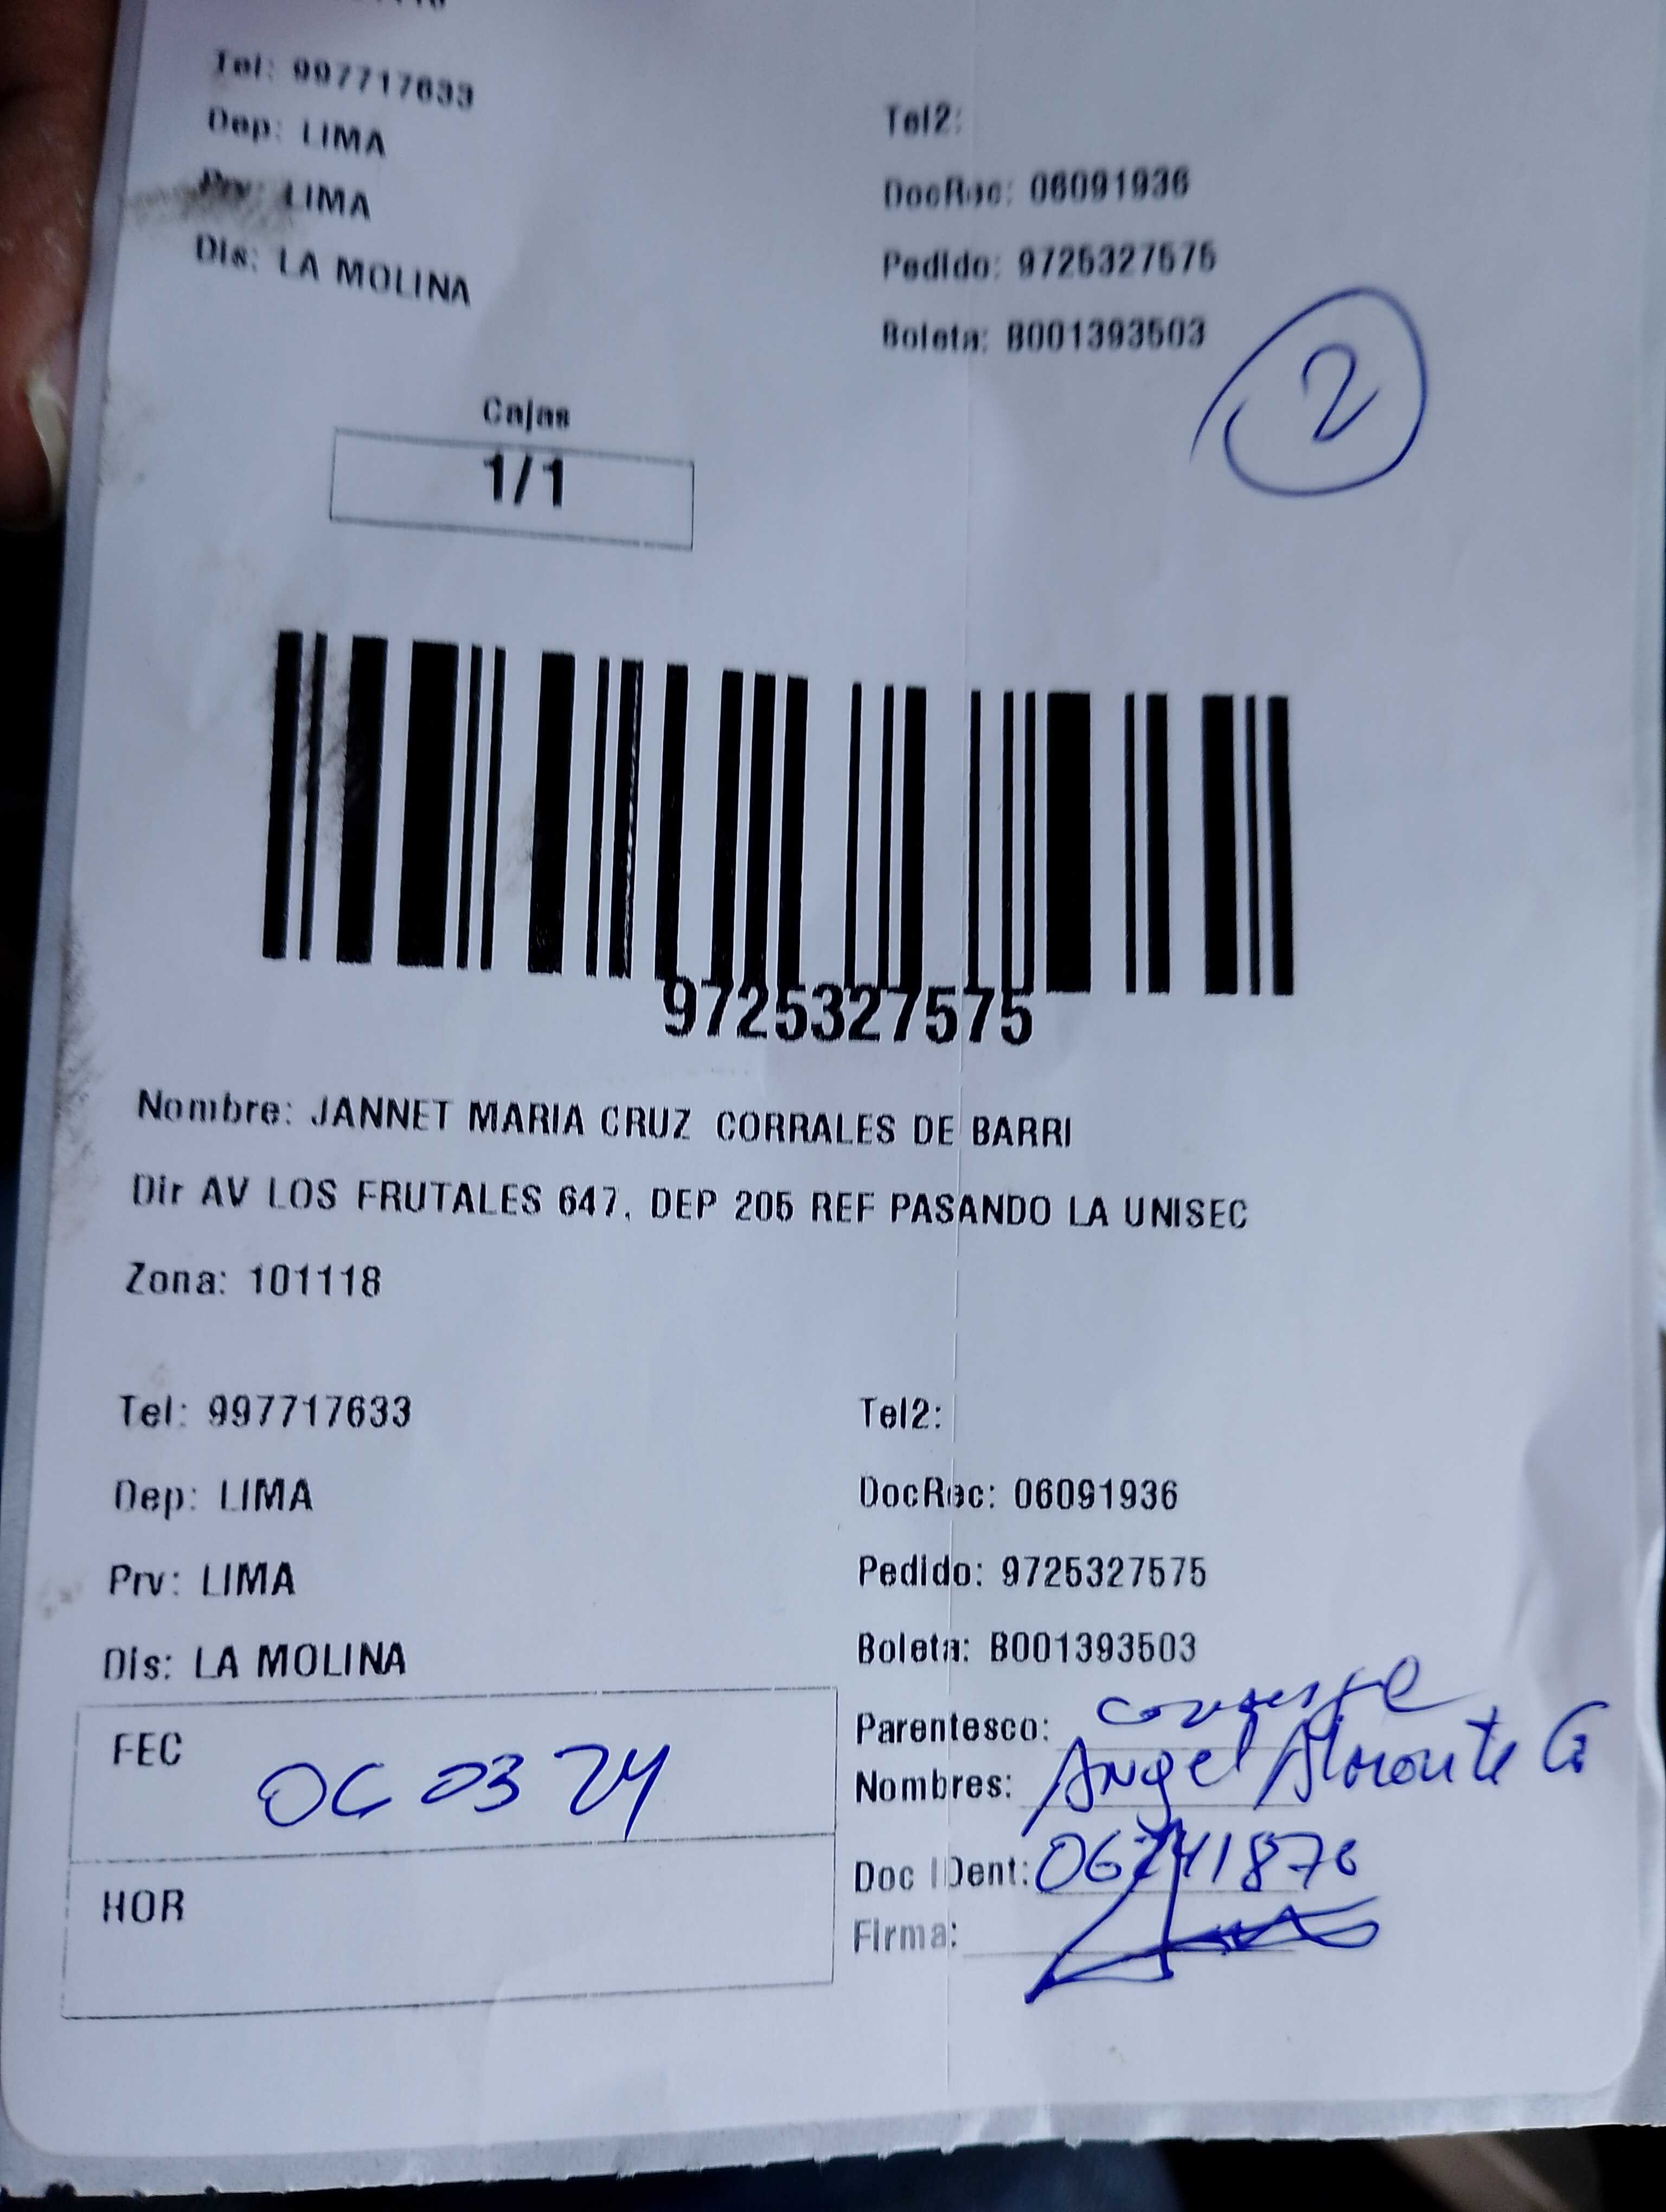 Tel: 997717633
Dep: LIMA
Prv: LIMA
Dis: LA MOLINA
Tel2:
DocRec: 06091936
Pedido: 9725327575
Boleta: B001393503
2
Cajas
1/1
9725327575
Nombre: JANNET MARIA CRUZ CORRALES DE BARRI
Dir AV LOS FRUTALES 647, DEP 205 REF PASANDO LA UNISEC
Zona: 101118
Tel: 997717633
Dep: LIMA
Prv: LIMA
Dis: LA MOLINA
Tel2:
DocRec: 06091936
Pedido: 9725327575
Boleta: B001393503
FEC 06 03 24
HOR
Parentesco:
Nombres: Angel
Doc IDent: 06241870
Firma: